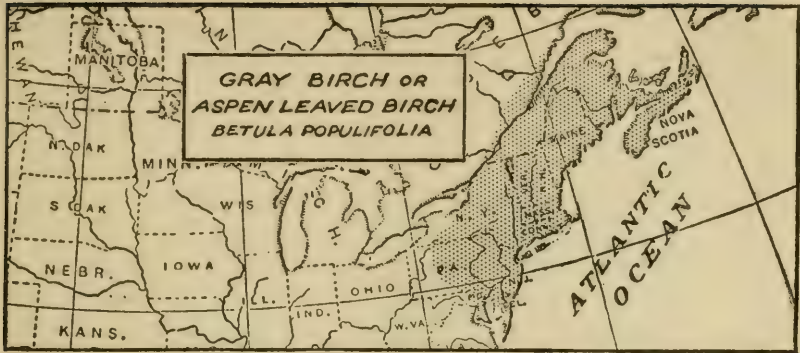 GRAY BIRCH OR
ASPEN LEAVED BIRCH
BETULA POPULIFOLIA
HEWAN
MANITOBA
N. DAK
MINN.
S. DAK
WIS
NEBR.
IOWA
KANS.
IND.
OHIO
W.VA.
PA.
N.Y.
MAINE
NOVA
SCOTIA
ATLANTIC
OCEAN